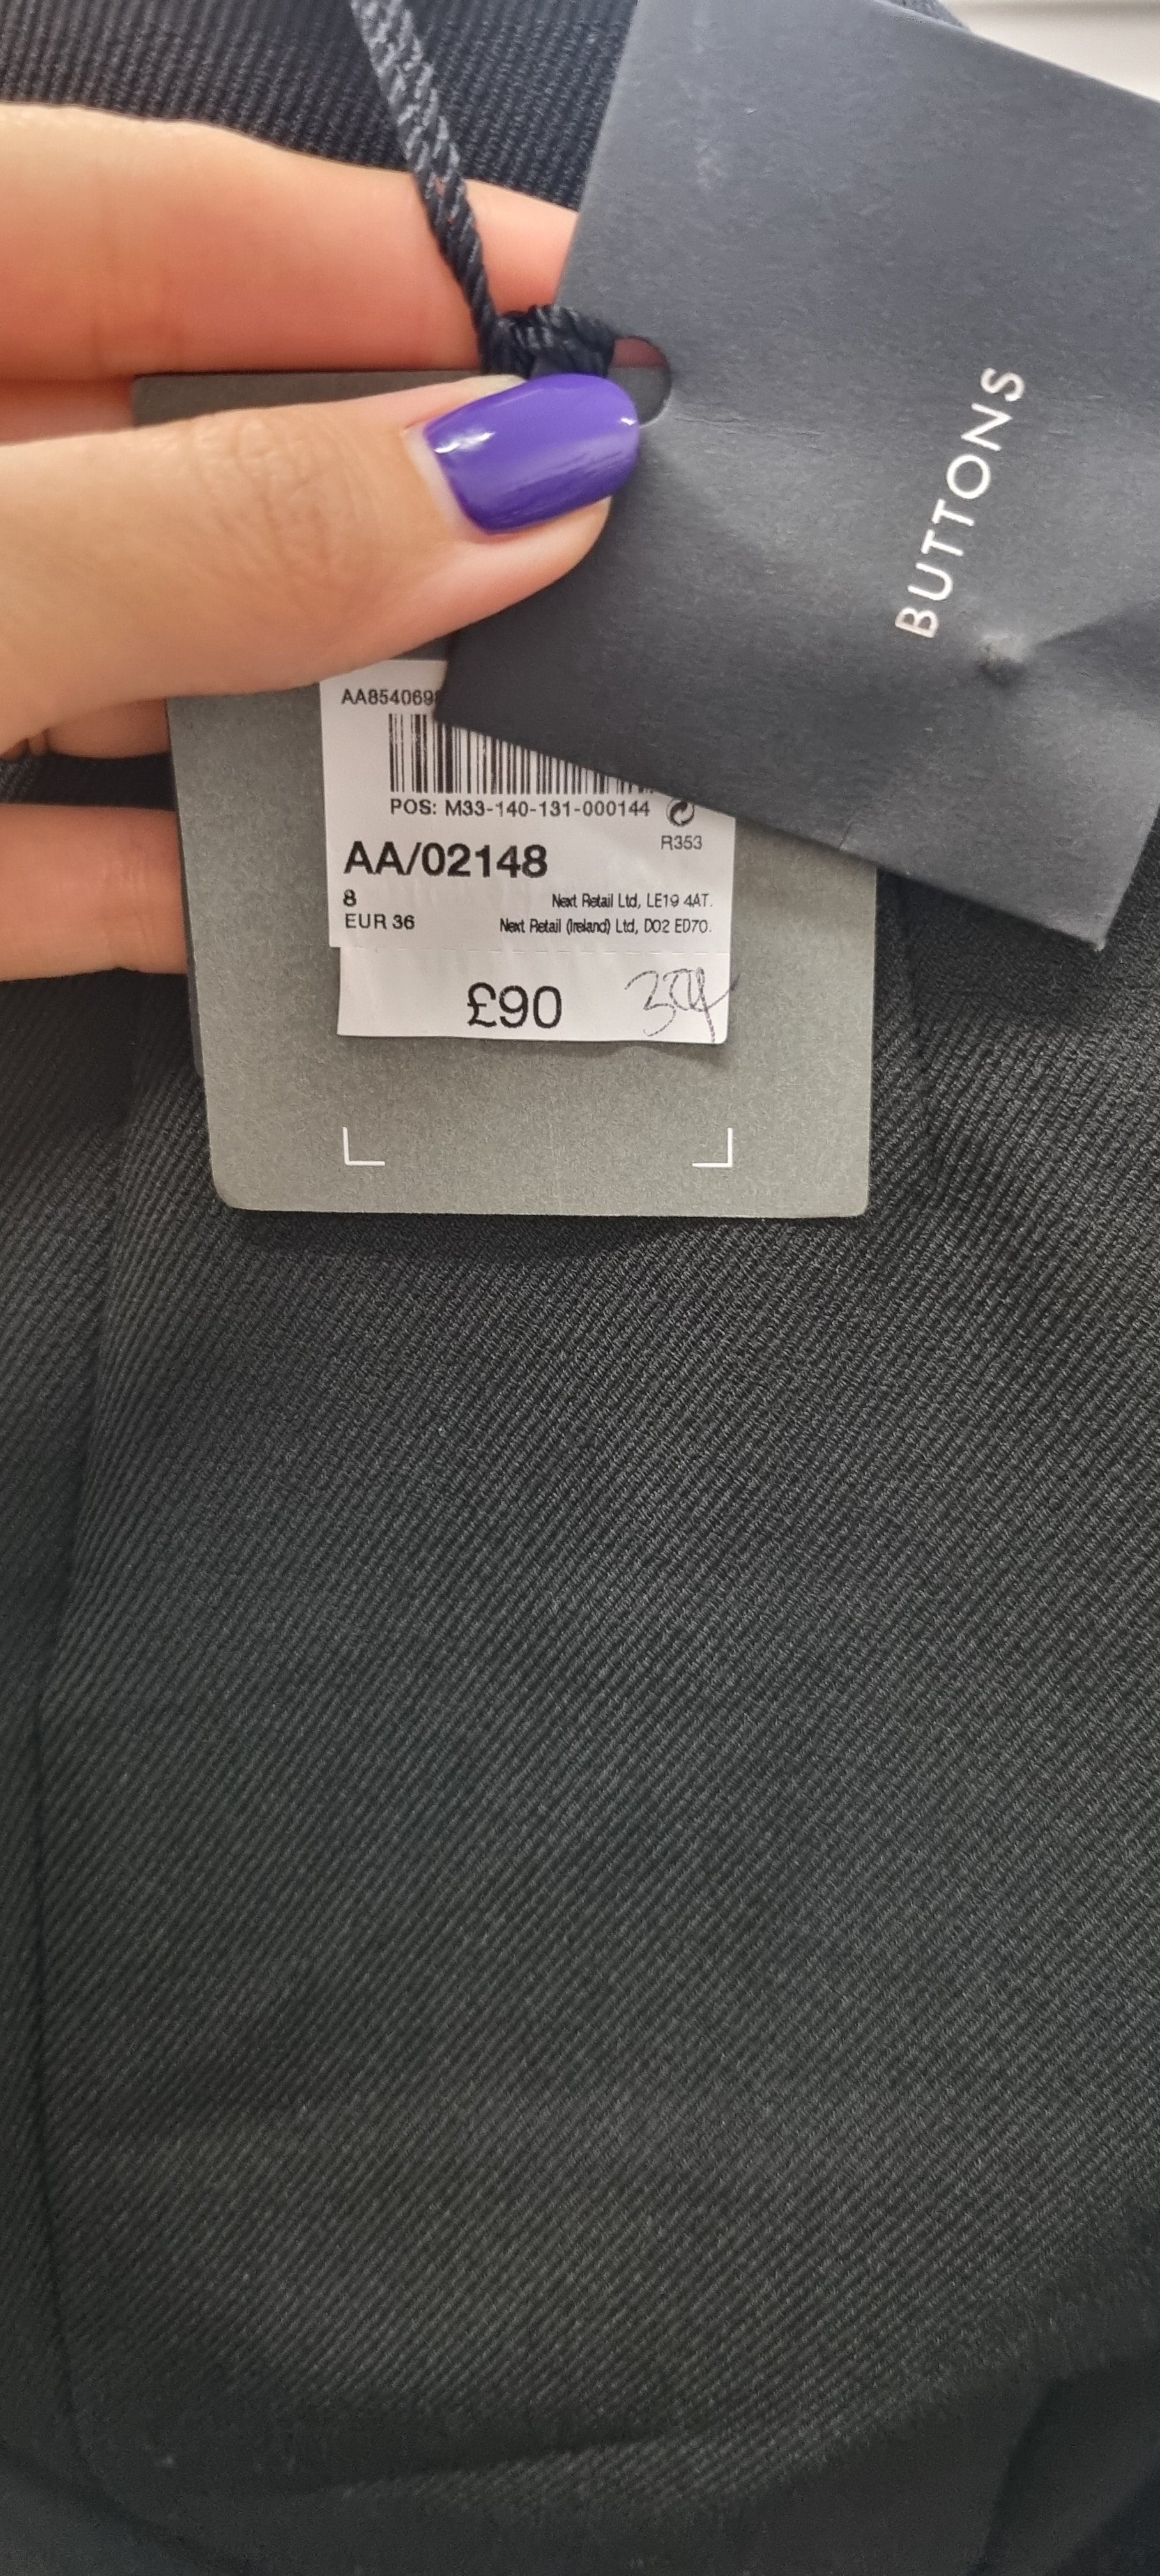 BUTTONS
AA854069
POS: M33-140-131-000144
R353
AA/02148
8
Next Retail Ltd, LE19 4AT.
EUR 36
Next Retail (Ireland) Ltd, D02 ED70.
£90